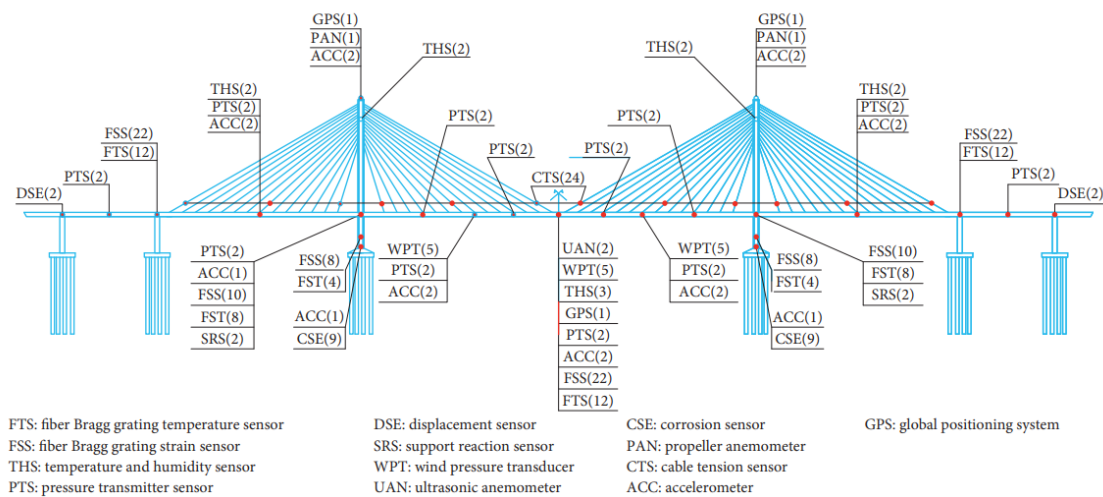 GPS(1)
PAN(1)
ACC(2)
THS(2)
THS(2)
PTS(2)
ACC(2)
FSS(22)
FTS(12)
PTS(2)
DSE(2)
PTS(2)
PTS(2)
CTS(24)
PTS(2)
PTS(2)
THS(2)
GPS(1)
PAN(1)
ACC(2)
THS(2)
PTS(2)
ACC(2)
FSS(22)
FTS(12)
PTS(2)
DSE(2)
PTS(2)
ACC(1)
FSS(10)
FST(8)
SRS(2)
FSS(8)
FST(4)
ACC(1)
CSE(9)
WPT(5)
PTS(2)
ACC(2)
UAN(2)
WPT(5)
THS(3)
GPS(1)
PTS(2)
ACC(2)
FSS(22)
FTS(12)
WPT(5)
PTS(2)
ACC(2)
FSS(8)
FST(4)
ACC(1)
CSE(9)
FSS(10)
FST(8)
SRS(2)
FTS: fiber Bragg grating temperature sensor
FSS: fiber Bragg grating strain sensor
THS: temperature and humidity sensor
PTS: pressure transmitter sensor
DSE: displacement sensor
SRS: support reaction sensor
WPT: wind pressure transducer
UAN: ultrasonic anemometer
CSE: corrosion sensor
PAN: propeller anemometer
CTS: cable tension sensor
ACC: accelerometer
GPS: global positioning system